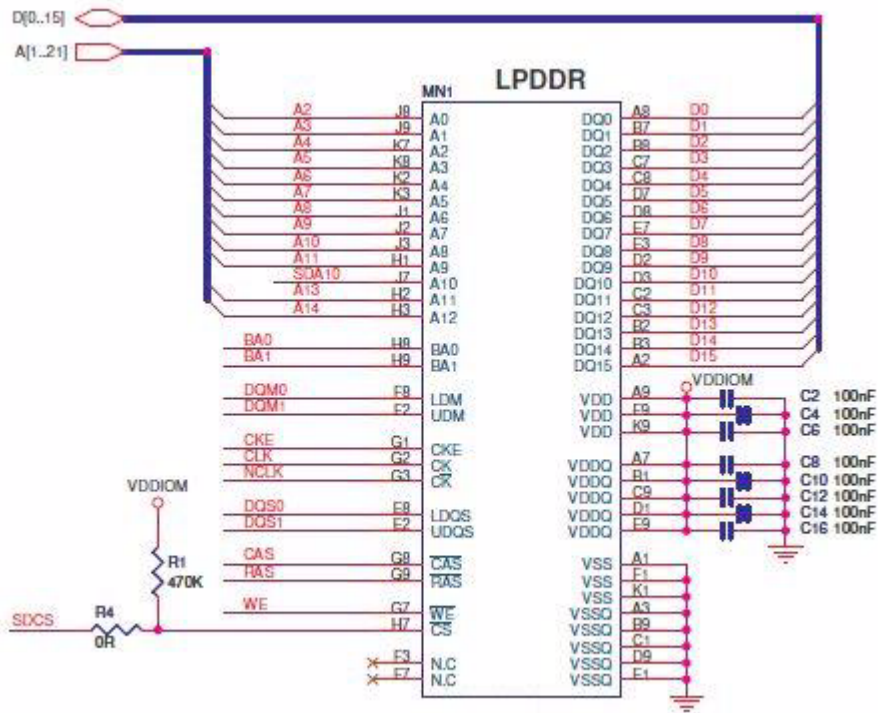 D[0..15]
A[1..21]
LPDDR
MN1
A2 J8 A0 DQ0 A8 D0
A3 J9 A1 DQ1 B7 D1
A4 K7 A2 DQ2 B8 D2
A5 K8 A3 DQ3 C7 D3
A6 K2 A4 DQ4 C8 D4
A7 K3 A5 DQ5 D7 D5
A8 J1 A6 DQ6 D8 D6
A9 J2 A7 DQ7 E7 D7
A10 J3 A8 DQ8 E3 D8
A11 H1 A9 DQ9 D2 D9
SDA10 J7 A10 DQ10 D3 D10
A13 H2 A11 DQ11 C2 D11
A14 H3 A12 DQ12 C3 D12
DQ13 B2 D13
BA0 H8 BA0 DQ14 B3 D14
BA1 H9 BA1 DQ15 A2 D15
VDDIOM
DQM0 F8 LDM VDD A9 C2 100nF
DQM1 F2 UDM VDD F9 C4 100nF
VDD K9 C6 100nF
CKE G1 CKE
CLK G2 CK VDDQ A7 C8 100nF
NCLK G3 CK VDDQ B1 C10 100nF
VDDIOM VDDQ C9 C12 100nF
DQS0 E8 LDQS VDDQ D1 C14 100nF
DQS1 E2 UDQS VDDQ E9 C16 100nF
CAS G8 CAS VSS A1
RAS G9 RAS VSS F1
R1 VSS K1
470K
WE G7 WE VSSQ A3
SDCS R4 H7 CS VSSQ B9
0R VSSQ C1
F3 N.C VSSQ D9
F7 N.C VSSQ E1